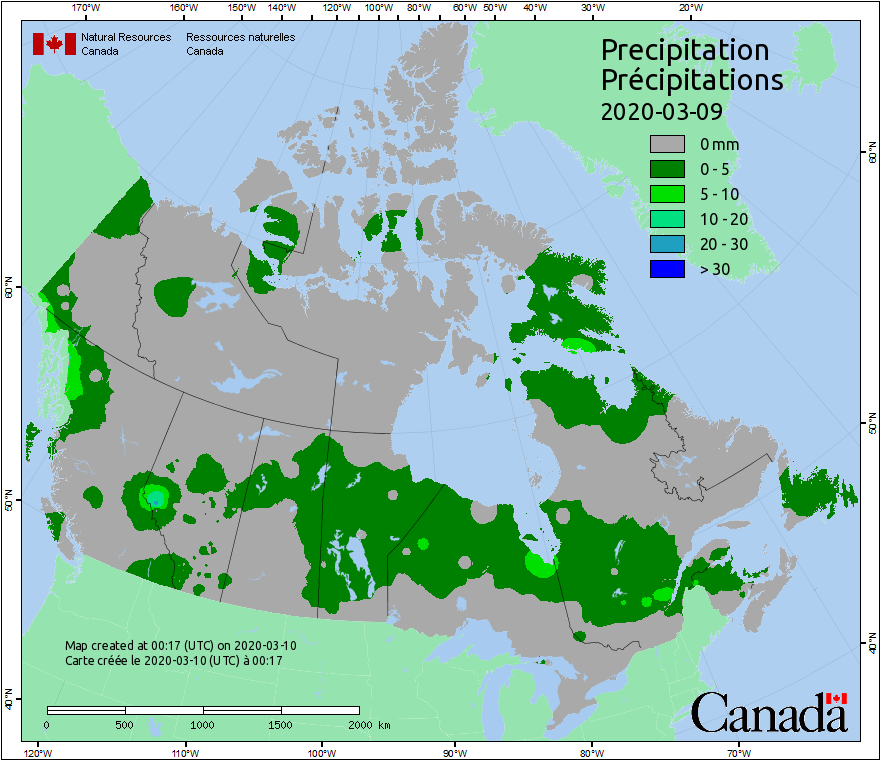 170°W 160°W 150°W 140°W 120°W 100°W 80°W 60°W 50°W 40°W 30°W 20°W
Natural Resources Ressources naturelles
Canada Canada
Precipitation
Précipitations
2020-03-09
0 mm
0 - 5
5 - 10
10 - 20
20 - 30
> 30
60°N 60°N
50°N 50°N
40°N 40°N
Map created at 00:17 (UTC) on 2020-03-10
Carte créée le 2020-03-10 (UTC) à 00:17
0 500 1000 1500 2000 km
Canada
120°W 110°W 100°W 90°W 80°W 70°W